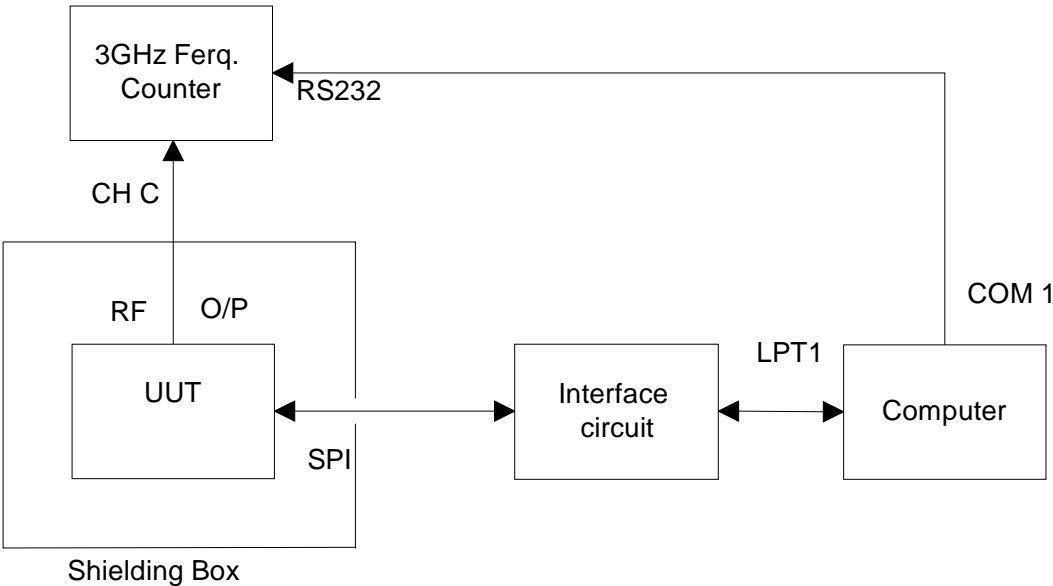 3GHz Ferq.
Counter
RS232
CH C
RF
O/P
COM 1
LPT1
UUT
Interface
circuit
Computer
SPI
Shielding Box